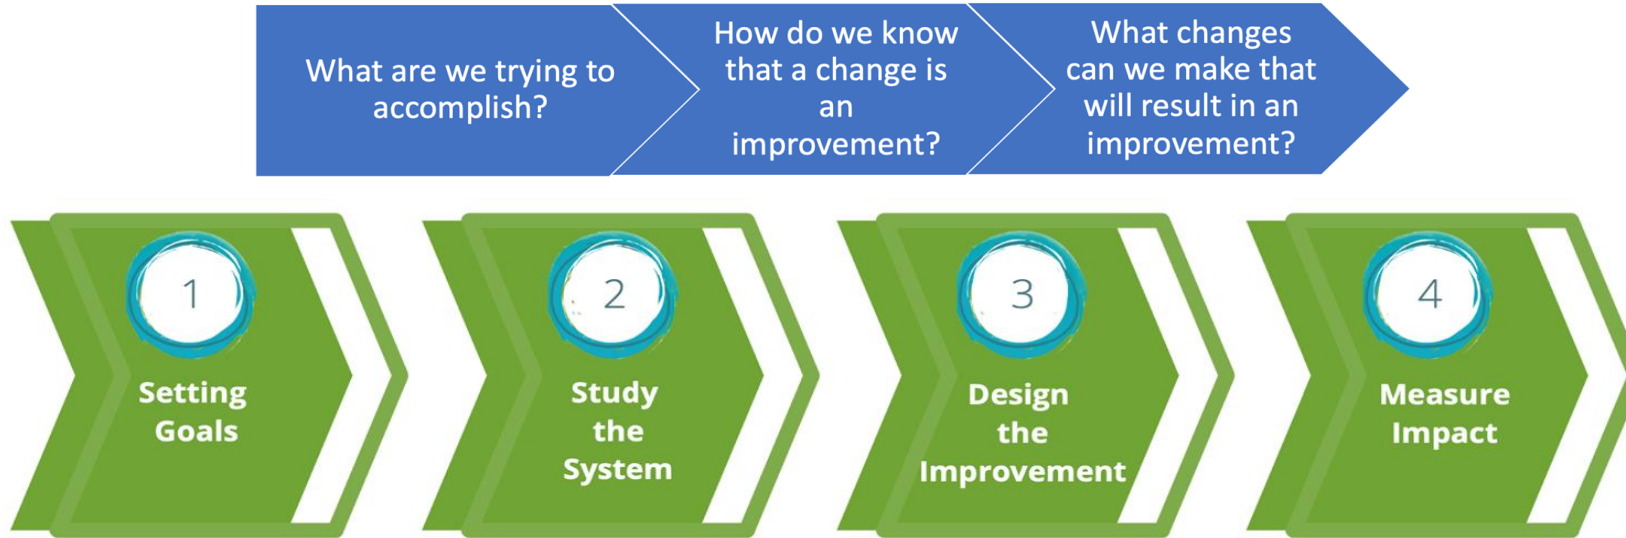 What are we trying to
accomplish?
How do we know
that a change is
an
improvement?
What changes
can we make that
will result in an
improvement?
1
Setting
Goals
2
Study
the
System
3
Design
the
Improvement
4
Measure
Impact